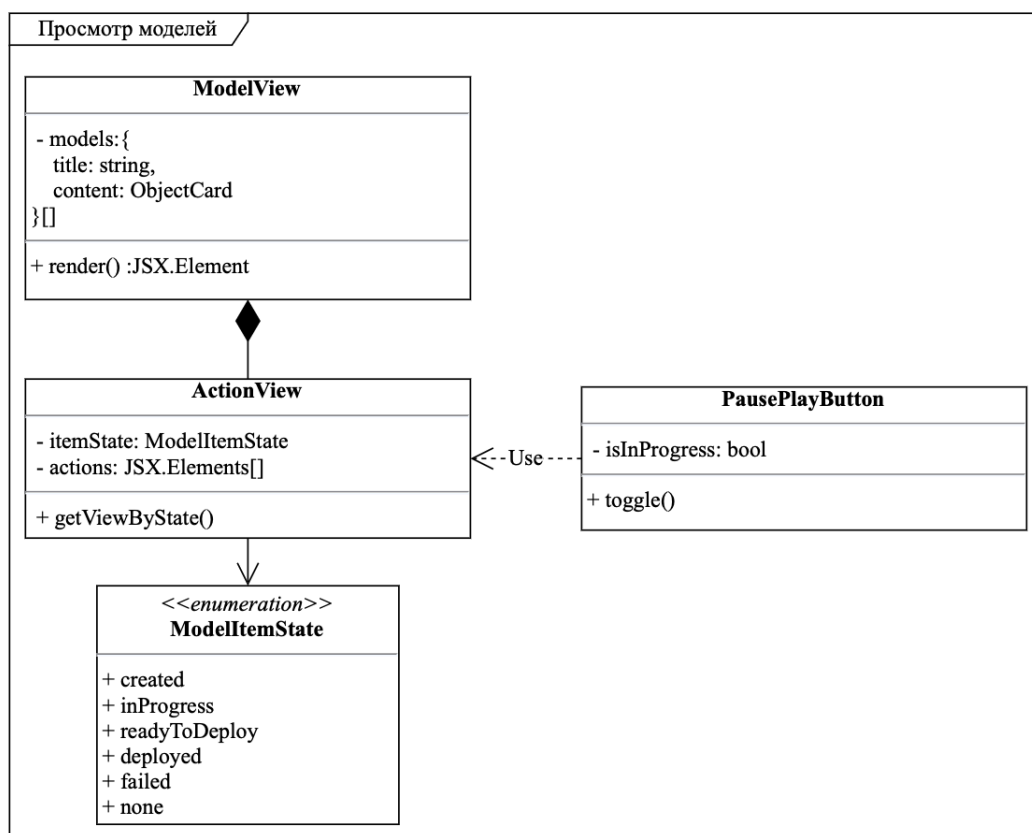 Просмотр моделей
ModelView
- models:{
title: string,
content: ObjectCard
}[]
+ render() :JSX.Element
ActionView
- itemState: ModelItemState
- actions: JSX.Elements[]
+ getViewByState()
Use
PausePlayButton
- isInProgress: bool
+ toggle()
<<enumeration>>
ModelItemState
+ created
+ inProgress
+ readyToDeploy
+ deployed
+ failed
+ none